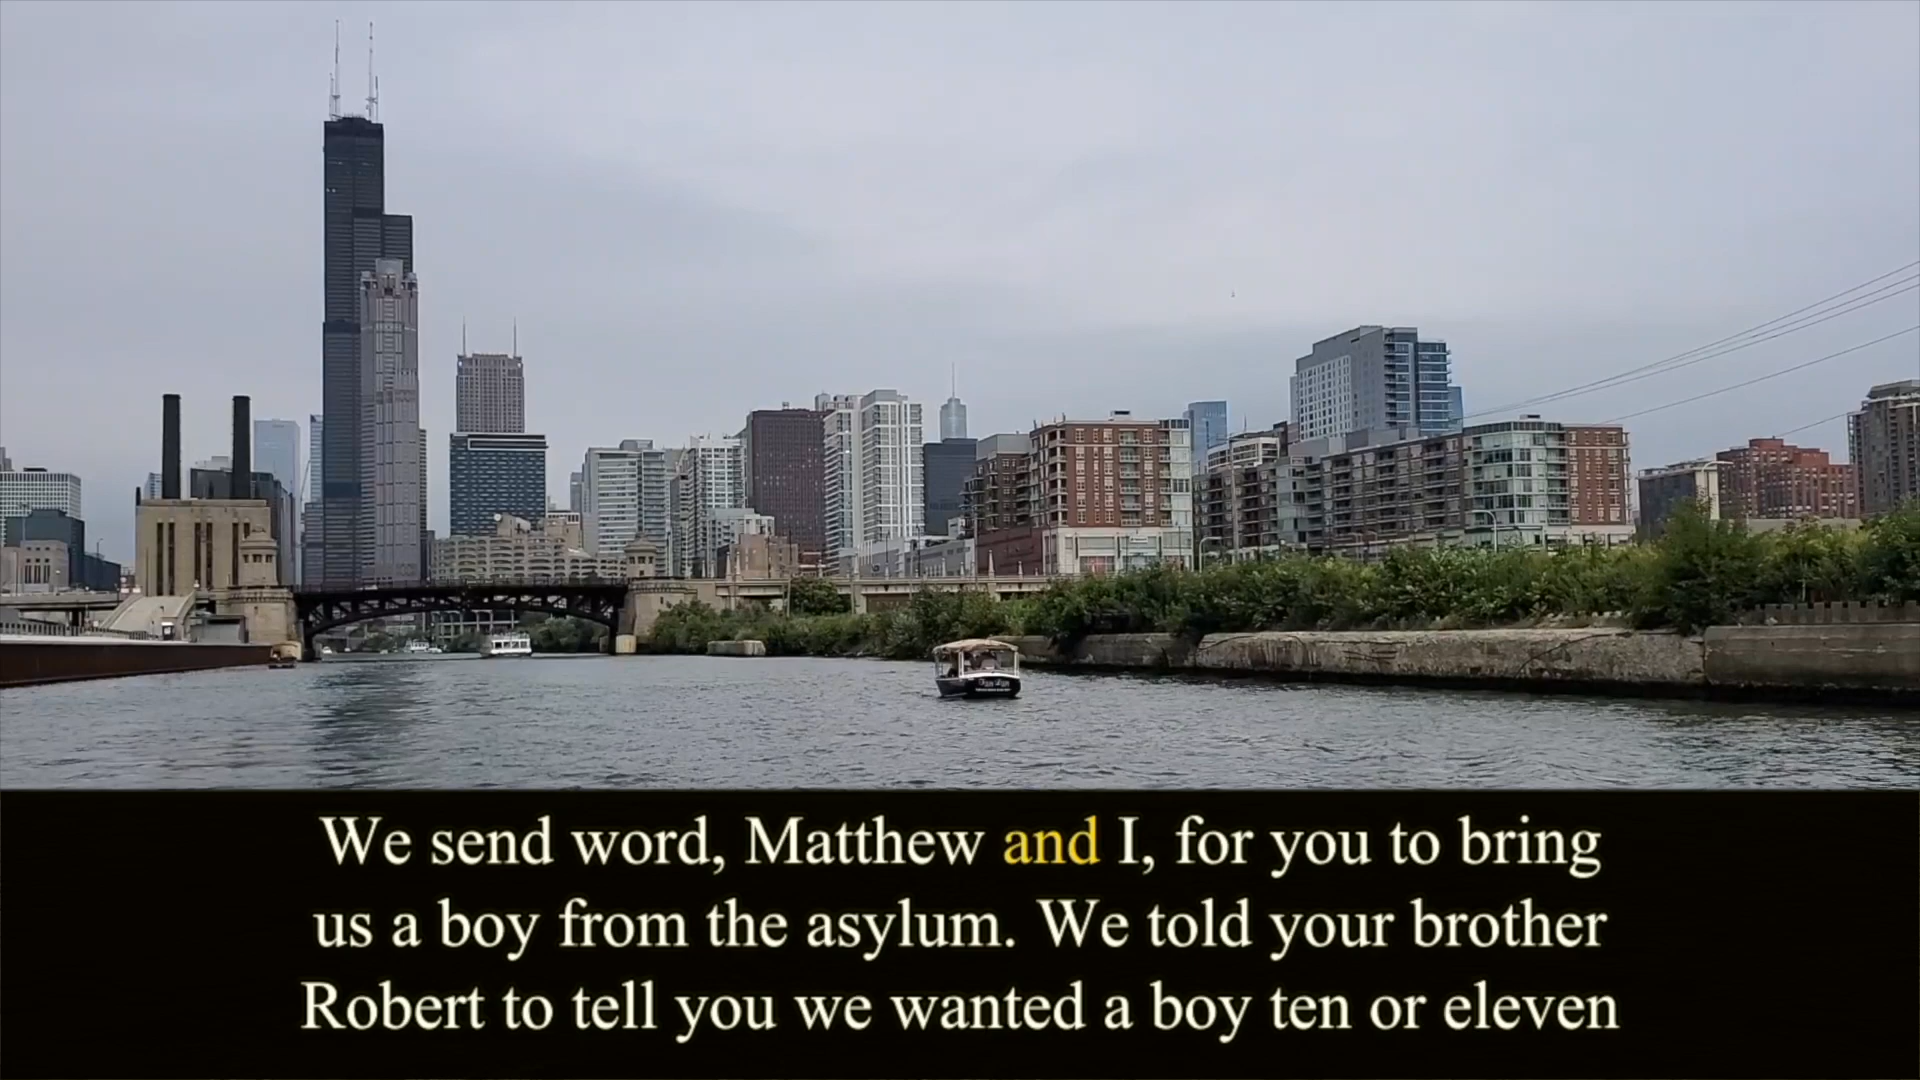 We send word, Matthew and I, for you to bring
us a boy from the asylum. We told your brother
Robert to tell you we wanted a boy ten or eleven